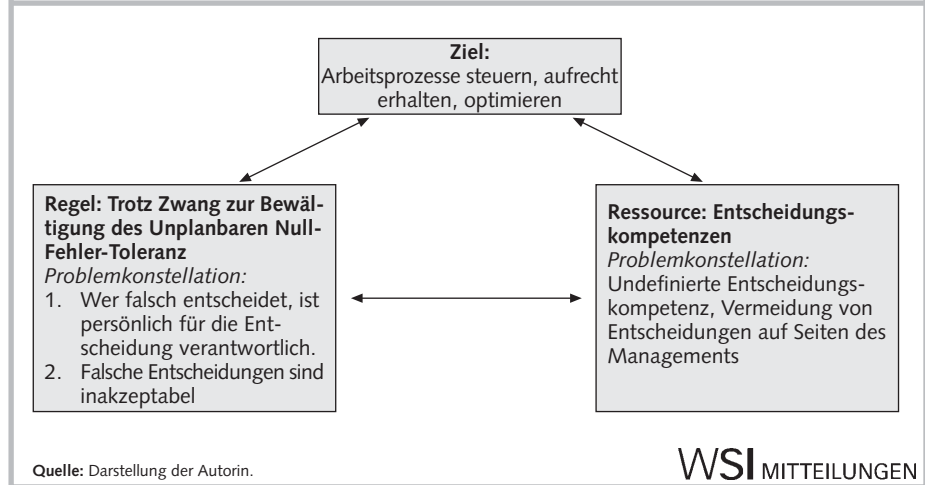 Ziel:
Arbeitsprozesse steuern, aufrecht
erhalten, optimieren
Regel: Trotz Zwang zur Bewäl-
tigung des Unplanbaren Null-
Fehler-Toleranz
Problemkonstellation:
1. Wer falsch entscheidet, ist
persönlich für die Ent-
scheidung verantwortlich.
2. Falsche Entscheidungen sind
inakzeptabel
Ressource: Entscheidungs-
kompetenzen
Problemkonstellation:
Undefinierte Entscheidungs-
kompetenz, Vermeidung von
Entscheidungen auf Seiten des
Managements
Quelle: Darstellung der Autorin.
WSI MITTEILUNGEN